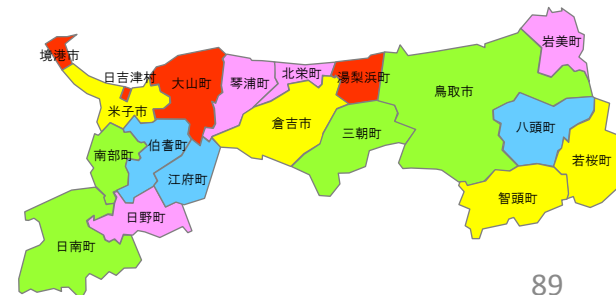 境港市
日吉津村
米子市
大山町
琴浦町
北栄町
湯梨浜町
鳥取市
岩美町
南部町
伯耆町
倉吉市
三朝町
八頭町
若桜町
江府町
日野町
智頭町
日南町
89